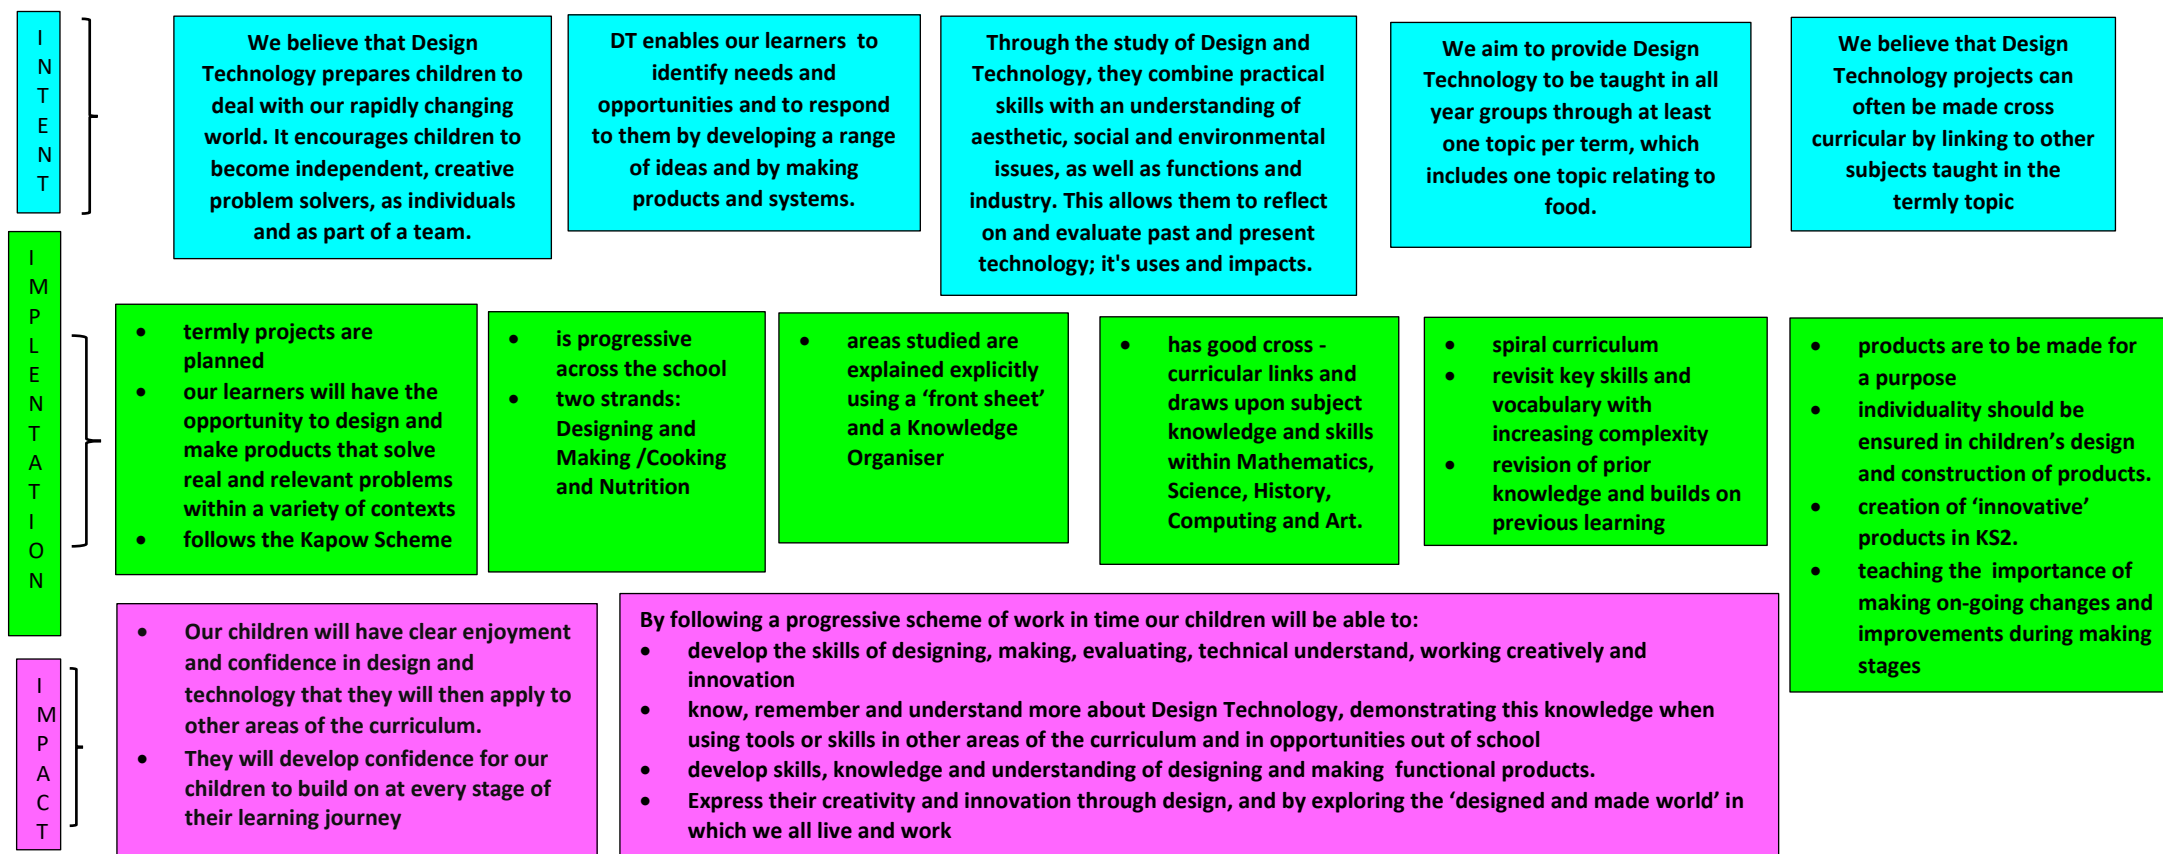 INTENT
We believe that Design
Technology prepares children to
deal with our rapidly changing
world. It encourages children to
become independent, creative
problem solvers, as individuals
and as part of a team.
DT enables our learners to
identify needs and
opportunities and to respond
to them by developing a range
of ideas and by making
products and systems.
Through the study of Design and
Technology, they combine practical
skills with an understanding of
aesthetic, social and environmental
issues, as well as functions and
industry. This allows them to reflect
on and evaluate past and present
technology; it's uses and impacts.
We aim to provide Design
Technology to be taught in all
year groups through at least
one topic per term, which
includes one topic relating to
food.
We believe that Design
Technology projects can
often be made cross
curricular by linking to other
subjects taught in the
termly topic
IMPLENTATION
• termly projects are
planned
• our learners will have the
opportunity to design and
make products that solve
real and relevant problems
within a variety of contexts
• follows the Kapow Scheme
• is progressive
across the school
• two strands:
Designing and
Making /Cooking
and Nutrition
• areas studied are
explained explicitly
using a ‘front sheet’
and a Knowledge
Organiser
• has good cross -
curricular links and
draws upon subject
knowledge and skills
within Mathematics,
Science, History,
Computing and Art.
• spiral curriculum
• revisit key skills and
vocabulary with
increasing complexity
• revision of prior
knowledge and builds on
previous learning
• products are to be made for
a purpose
• individuality should be
ensured in children’s design
and construction of products.
• creation of ‘innovative’
products in KS2.
• teaching the importance of
making on-going changes and
improvements during making
stages
IMPACT
• Our children will have clear enjoyment
and confidence in design and
technology that they will then apply to
other areas of the curriculum.
• They will develop confidence for our
children to build on at every stage of
their learning journey
By following a progressive scheme of work in time our children will be able to:
• develop the skills of designing, making, evaluating, technical understand, working creatively and
innovation
• know, remember and understand more about Design Technology, demonstrating this knowledge when
using tools or skills in other areas of the curriculum and in opportunities out of school
• develop skills, knowledge and understanding of designing and making functional products.
• Express their creativity and innovation through design, and by exploring the ‘designed and made world’ in
which we all live and work